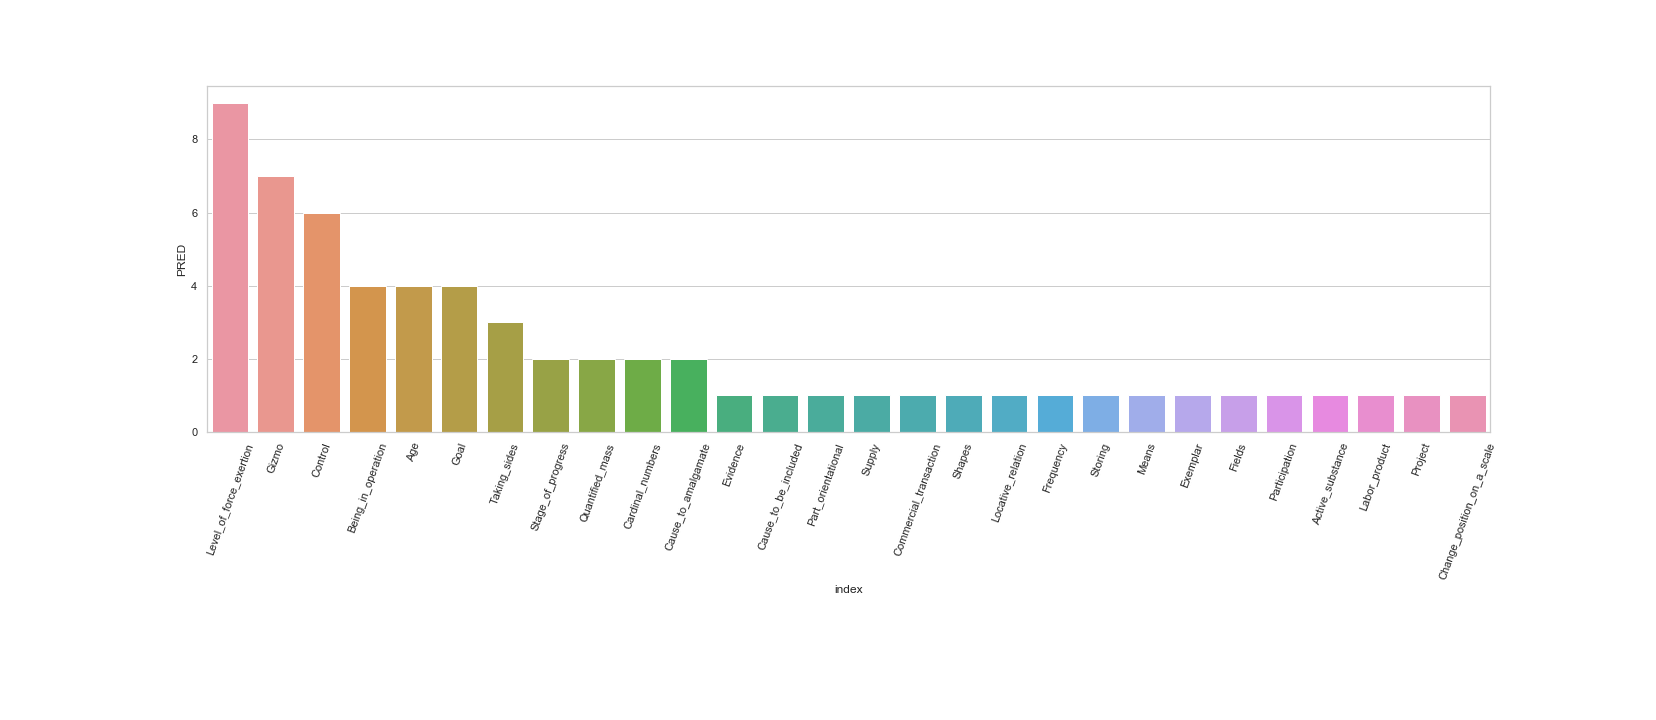 PRED
8
6
4
2
0
Level_of_force_exertion
Gizmo
Control
Being_in_operation
Age
Goal
Taking_sides
Stage_of_progress
Quantified_mass
Cardinal_numbers
Cause_to_amalgamate
Evidence
Cause_to_be_included
Part_orientational
Supply
Commercial_transaction
Shapes
Locative_relation
Frequency
Storing
Means
Exemplar
Fields
Participation
Active_substance
Labor_product
Project
Change_position_on_a_scale
index